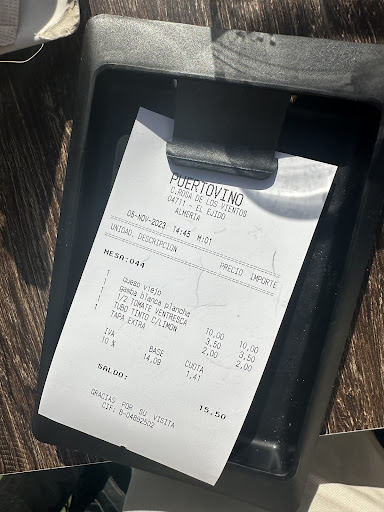 PUERTOVINO
C.ROSA DE LOS VIENTOS
04711 - EL EJIDO
ALMERIA
05-NOV-2023 14:45 M:01
UNIDAD. DESCRIPCION PRECIO IMPORTE
MESA:044
queso viejo
gamba blanca plancha
1/2 TOMATE VENTRESCA 10,00 10,00
TUBO TINTO C/LIMON 3,50 3,50
TAPA EXTRA 2,00 2,00
IVA BASE CUOTA
10 % 14,09 1,41
SALDO: 15,50
GRACIAS POR SU VISITA
CIF: B-04892502